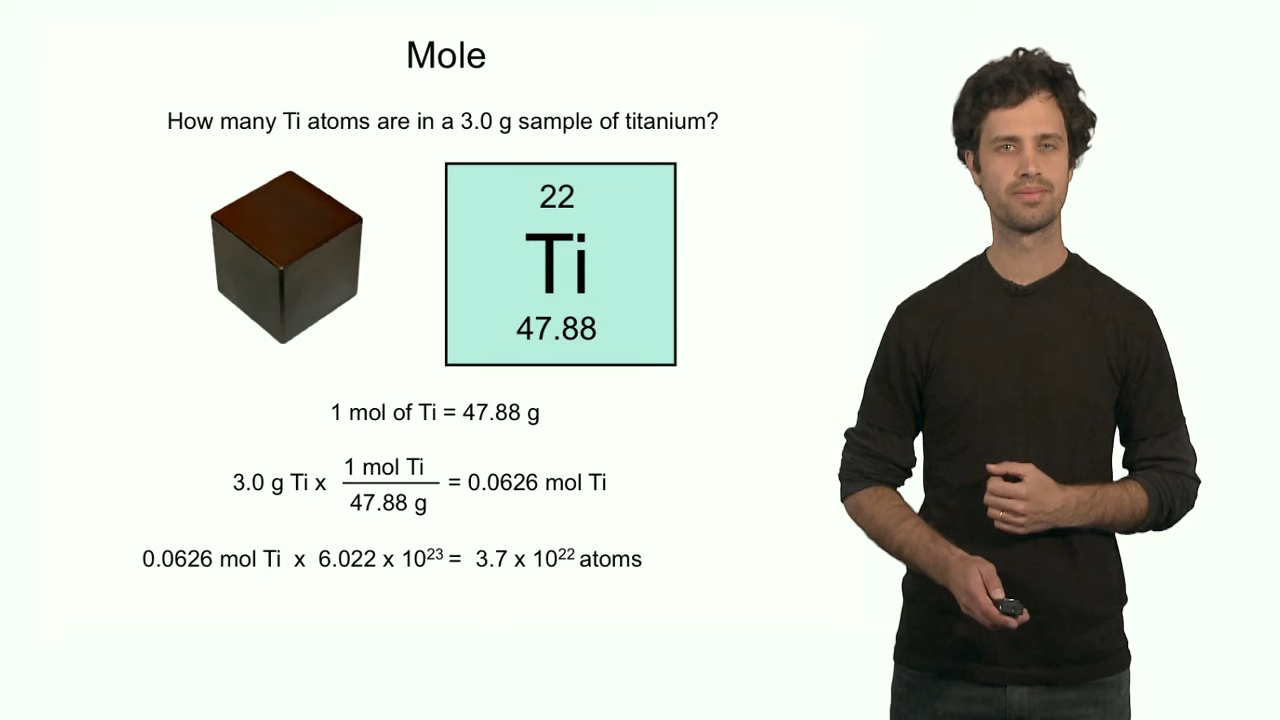 Mole
How many Ti atoms are in a 3.0 g sample of titanium?
22
Ti
47.88
1 mol of Ti = 47.88 g
3.0 g Ti x 1 mol Ti / 47.88 g = 0.0626 mol Ti
0.0626 mol Ti x 6.022 x 10²³ = 3.7 x 10²² atoms